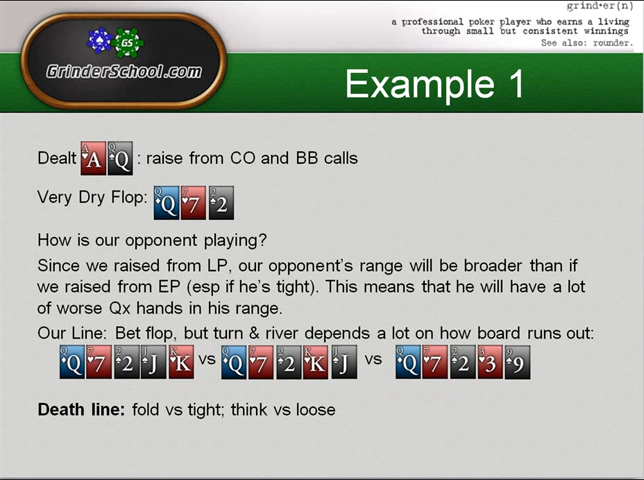 grind•er(n)
a professional poker player who earns a living
through small but consistent winnings
See also: rounder.
GS
GrinderSchool.com
Example 1
Dealt A Q : raise from CO and BB calls
Very Dry Flop: Q 7 2
How is our opponent playing?
Since we raised from LP, our opponent's range will be broader than if
we raised from EP (esp if he's tight). This means that he will have a lot
of worse Qx hands in his range.
Our Line: Bet flop, but turn & river depends a lot on how board runs out:
Q 7 2 J K vs Q 7 2 K J vs Q 7 2 3 9
Death line: fold vs tight; think vs loose